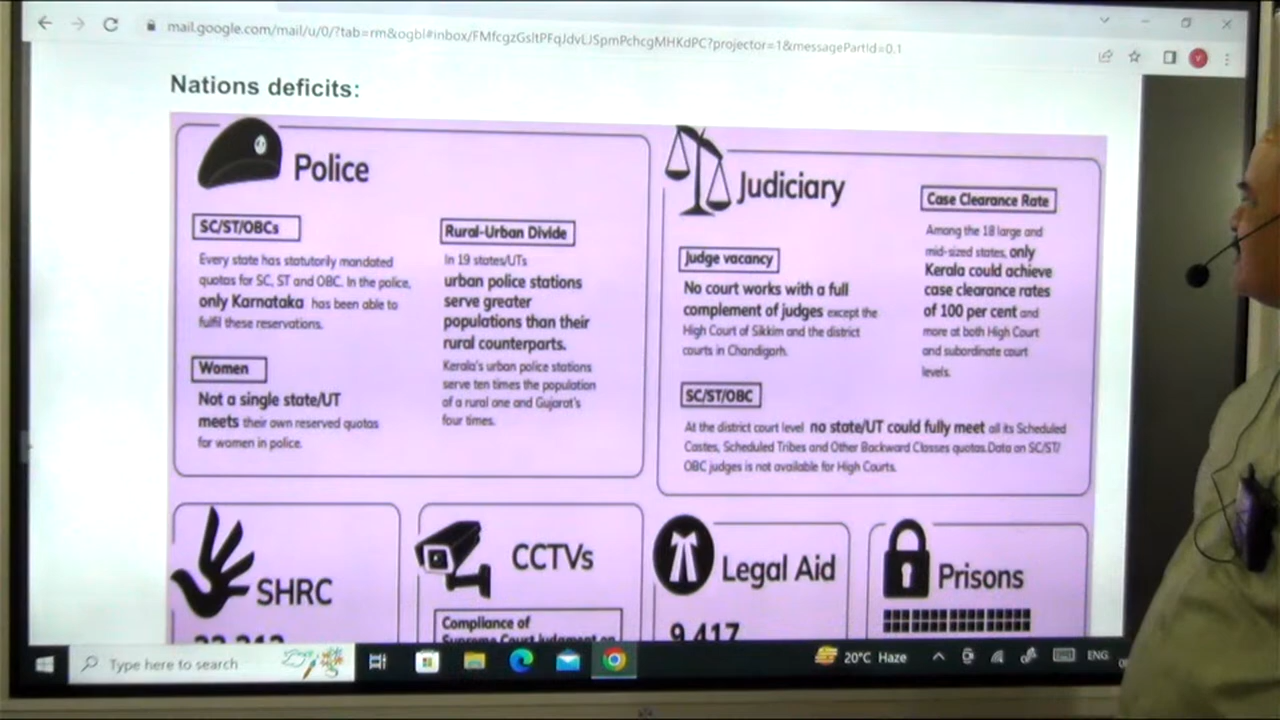 mail.google.com/mail/u/0/?tab=rm&ogbl#inbox/FMfcgzGsltPFqJdvLJSpmPchcgMHKdPC?projector=1&messagePartId=0.1
Nations deficits:
Police
SC/ST/OBCs
Every state has statutorily mandated
quotas for SC, ST and OBC. In the police,
only Karnataka has been able to
fulfil these reservations.
Women
Not a single state/UT
meets their own reserved quotas
for women in police.
Rural-Urban Divide
In 19 states/UTs
urban police stations
serve greater
populations than their
rural counterparts.
Kerala's urban police stations
serve ten times the population
of a rural one and Gujarat's
four times.
Judiciary
Judge vacancy
No court works with a full
complement of judges except the
High Court of Sikkim and the district
courts in Chandigarh.
Case Clearance Rate
Among the 18 large and
mid-sized states, only
Kerala could achieve
case clearance rates
of 100 per cent and
more at both High Court
and subordinate court
levels.
SC/ST/OBC
At the district court level no state/UT could fully meet all its Scheduled
Castes, Scheduled Tribes and Other Backward Classes quotas.Data on SC/ST/
OBC judges is not available for High Courts.
SHRC
CCTVs
Compliance of
Supreme Court judgment on
Legal Aid
9,417
Prisons
Type here to search
20°C Haze
ENG